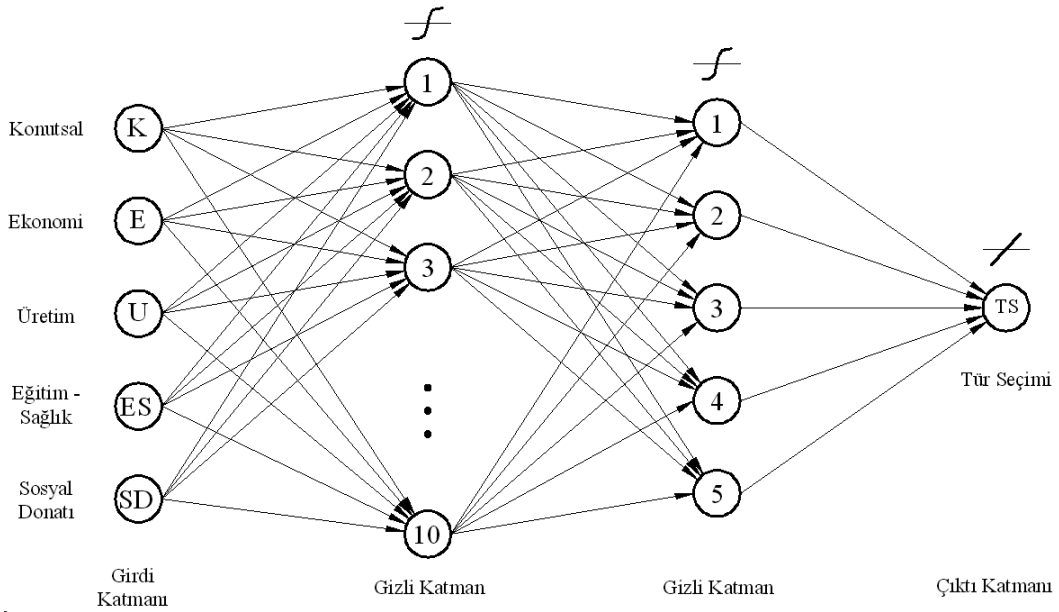 Konutsal
K
Ekonomi
E
Üretim
U
Eğitim -
Sağlık
ES
Sosyal
Donatı
SD
Girdi
Katmanı
1
2
3
10
Gizli Katman
1
2
3
4
5
Gizli Katman
TS
Tür Seçimi
Çıktı Katmanı